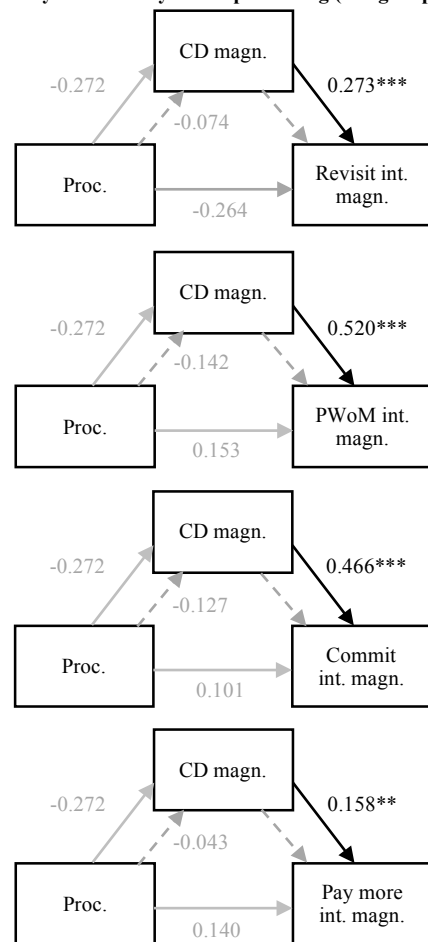 CD magn.
-0.272
0.273***
-0.074
Proc.
Revisit int.
magn.
-0.264
CD magn.
-0.272
0.520***
-0.142
Proc.
PWoM int.
magn.
0.153
CD magn.
-0.272
0.466***
-0.127
Proc.
Commit
int. magn.
0.101
CD magn.
-0.272
0.158**
-0.043
Proc.
Pay more
int. magn.
0.140